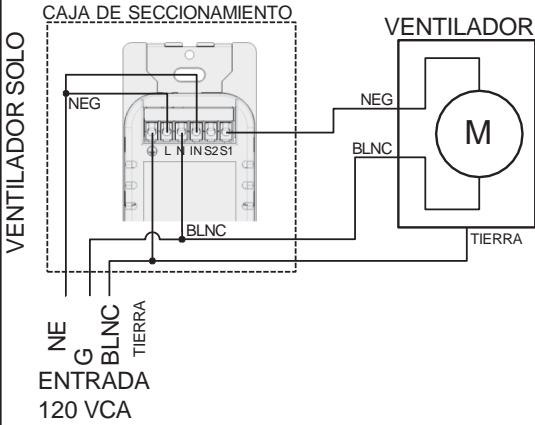 CAJA DE SECCIONAMIENTO
VENTILADOR
VENTILADOR SOLO
NEG
NEG
L N IN S2 S1
M
BLNC
BLNC
TIERRA
NE
G
BLNC
TIERRA
ENTRADA
120 VCA